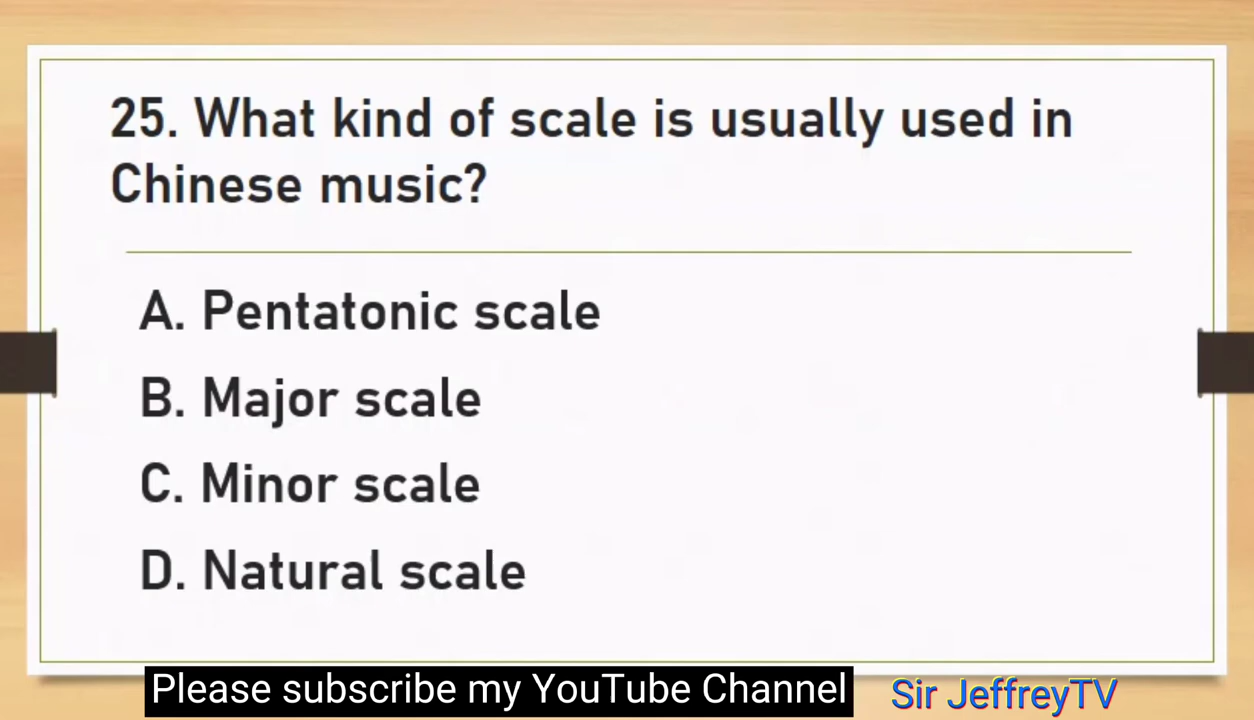 25. What kind of scale is usually used in
Chinese music?
A. Pentatonic scale
B. Major scale
C. Minor scale
D. Natural scale
Please subscribe my YouTube Channel
Sir JeffreyTV